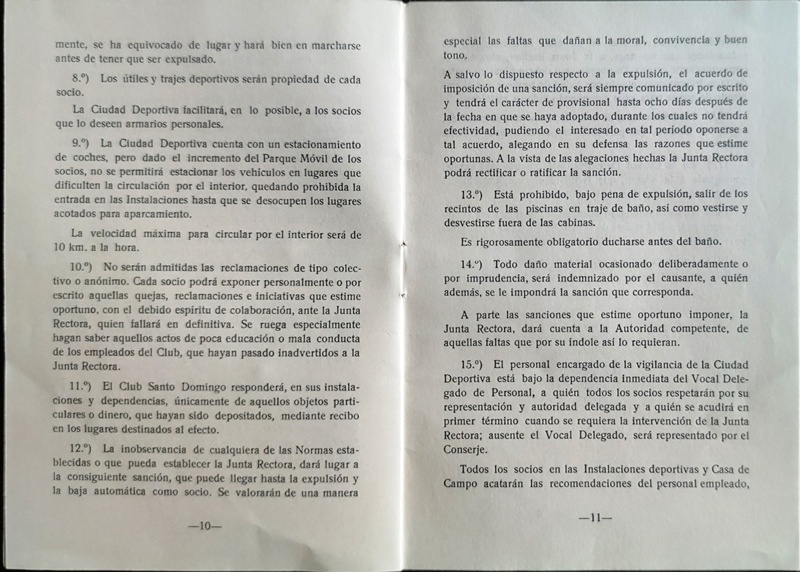 mente, se ha equivocado de lugar y hará bien en marcharse
antes de tener que ser expulsado.
8.º) Los útiles y trajes deportivos serán propiedad de cada
socio.
La Ciudad Deportiva facilitará, en lo posible, a los socios
que lo deseen armarios personales.
9.º) La Ciudad Deportiva cuenta con un estacionamiento
de coches, pero dado el incremento del Parque Móvil de los
socios, no se permitirá estacionar los vehiculos en lugares que
dificulten la circulación por el interior, quedando prohibida la
entrada en las Instalaciones hasta que se desocupen los lugares
acotados para aparcamiento.
La velocidad máxima para circular por el interior será de
10 km. a la hora.
10.º) No serán admitidas las reclamaciones de tipo colec-
tivo o anónimo. Cada socio podrá exponer personalmente o por
escrito aquellas quejas, reclamaciones e iniciativas que estime
oportuno, con el debido espíritu de colaboración, ante la Junta
Rectora, quien fallará en definitiva. Se ruega especialmente
hagan saber aquellos actos de poca educación o mala conducta
de los empleados del Club, que hayan pasado inadvertidos a la
Junta Rectora.
11.º) El Club Santo Domingo responderá, en sus instala-
ciones y dependencias, únicamente de aquellos objetos parti-
culares o dinero, que hayan sido depositados, mediante recibo
en los lugares destinados al efecto.
12.º) La inobservancia de cualquiera de las Normas esta-
blecidas o que pueda establecer la Junta Rectora, dará lugar a
la consiguiente sanción, que puede llegar hasta la expulsión y
la baja automática como socio. Se valorarán de una manera
—10—
especial las faltas que dañan a la moral, convivencia y buen
tono.
A salvo lo dispuesto respecto a la expulsión, el acuerdo de
imposición de una sanción, será siempre comunicado por escrito
y tendrá el carácter de provisional hasta ocho días después de
la fecha en que se haya adoptado, durante los cuales no tendrá
efectividad, pudiendo el interesado en tal período oponerse a
tal acuerdo, alegando en su defensa las razones que estime
oportunas. A la vista de las alegaciones hechas la Junta Rectora
podrá rectificar o ratificar la sanción.
13.º) Está prohibido, bajo pena de expulsión, salir de los
recintos de las piscinas en traje de baño, así como vestirse y
desvestirse fuera de las cabinas.
Es rigorosamente obligatorio ducharse antes del baño.
14.º) Todo daño material ocasionado deliberadamente o
por imprudencia, será indemnizado por el causante, a quién
además, se le impondrá la sanción que corresponda.
A parte las sanciones que estime oportuno imponer, la
Junta Rectora, dará cuenta a la Autoridad competente, de
aquellas faltas que por su índole así lo requieran.
15.º) El personal encargado de la vigilancia de la Ciudad
Deportiva está bajo la dependencia inmediata del Vocal Dele-
gado de Personal, a quién todos los socios respetarán por su
representación y autoridad delegada y a quién se acudirá en
primer término cuando se requiera la intervención de la Junta
Rectora; ausente el Vocal Delegado, será representado por el
Conserje.
Todos los socios en las Instalaciones deportivas y Casa de
Campo acatarán las recomendaciones del personal empleado,
—11—